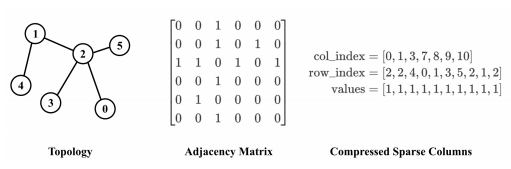 1
2
5
4
3
0
0 0 1 0 0 0
0 0 1 0 1 0
1 1 0 1 0 1
0 0 1 0 0 0
0 1 0 0 0 0
0 0 1 0 0 0
col_index = [0, 1, 3, 7, 8, 9, 10]
row_index = [2, 2, 4, 0, 1, 3, 5, 2, 1, 2]
values = [1, 1, 1, 1, 1, 1, 1, 1, 1, 1]
Topology
Adjacency Matrix
Compressed Sparse Columns